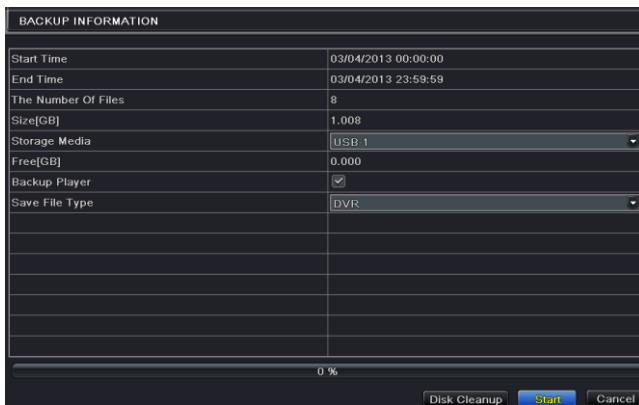 BACKUP INFORMATION
Start Time 03/04/2013 00:00:00
End Time 03/04/2013 23:59:59
The Number Of Files 8
Size[GB] 1.008
Storage Media USB 1
Free[GB] 0.000
Backup Player
Save File Type DVR
0 %
Disk Cleanup Start Cancel